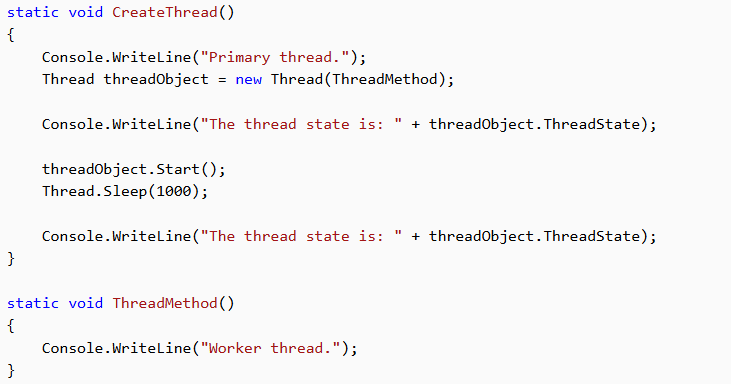 static void CreateThread()
{
    Console.WriteLine("Primary thread.");
    Thread threadObject = new Thread(ThreadMethod);
    Console.WriteLine("The thread state is: " + threadObject.ThreadState);
    threadObject.Start();
    Thread.Sleep(1000);
    Console.WriteLine("The thread state is: " + threadObject.ThreadState);
}
static void ThreadMethod()
{
    Console.WriteLine("Worker thread.");
}